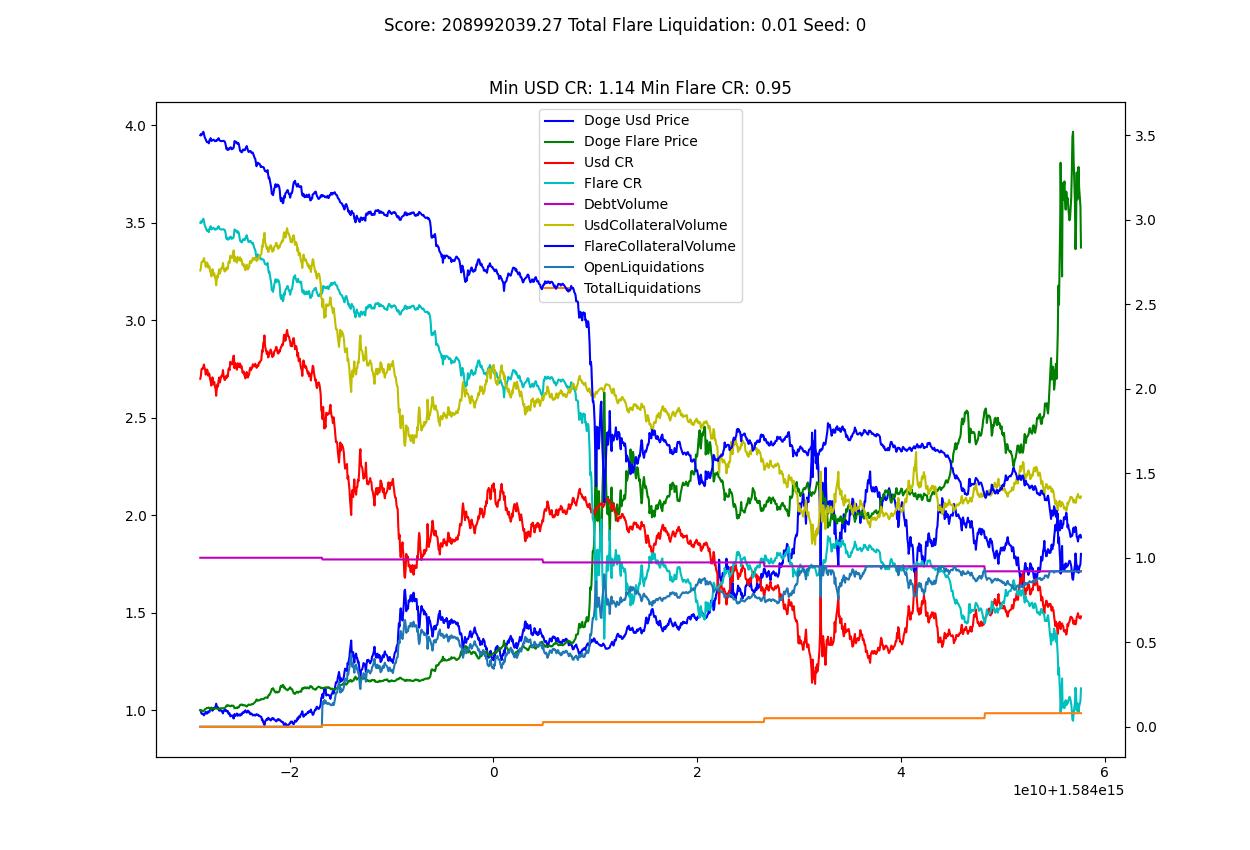 Score: 208992039.27 Total Flare Liquidation: 0.01 Seed: 0
Min USD CR: 1.14 Min Flare CR: 0.95
Doge Usd Price
Doge Flare Price
Usd CR
Flare CR
DebtVolume
UsdCollateralVolume
FlareCollateralVolume
OpenLiquidations
TotalLiquidations
4.0
3.5
3.0
2.5
2.0
1.5
1.0
3.5
3.0
2.5
2.0
1.5
1.0
0.5
0.0
−2 0 2 4 6
1e10+1.584e15